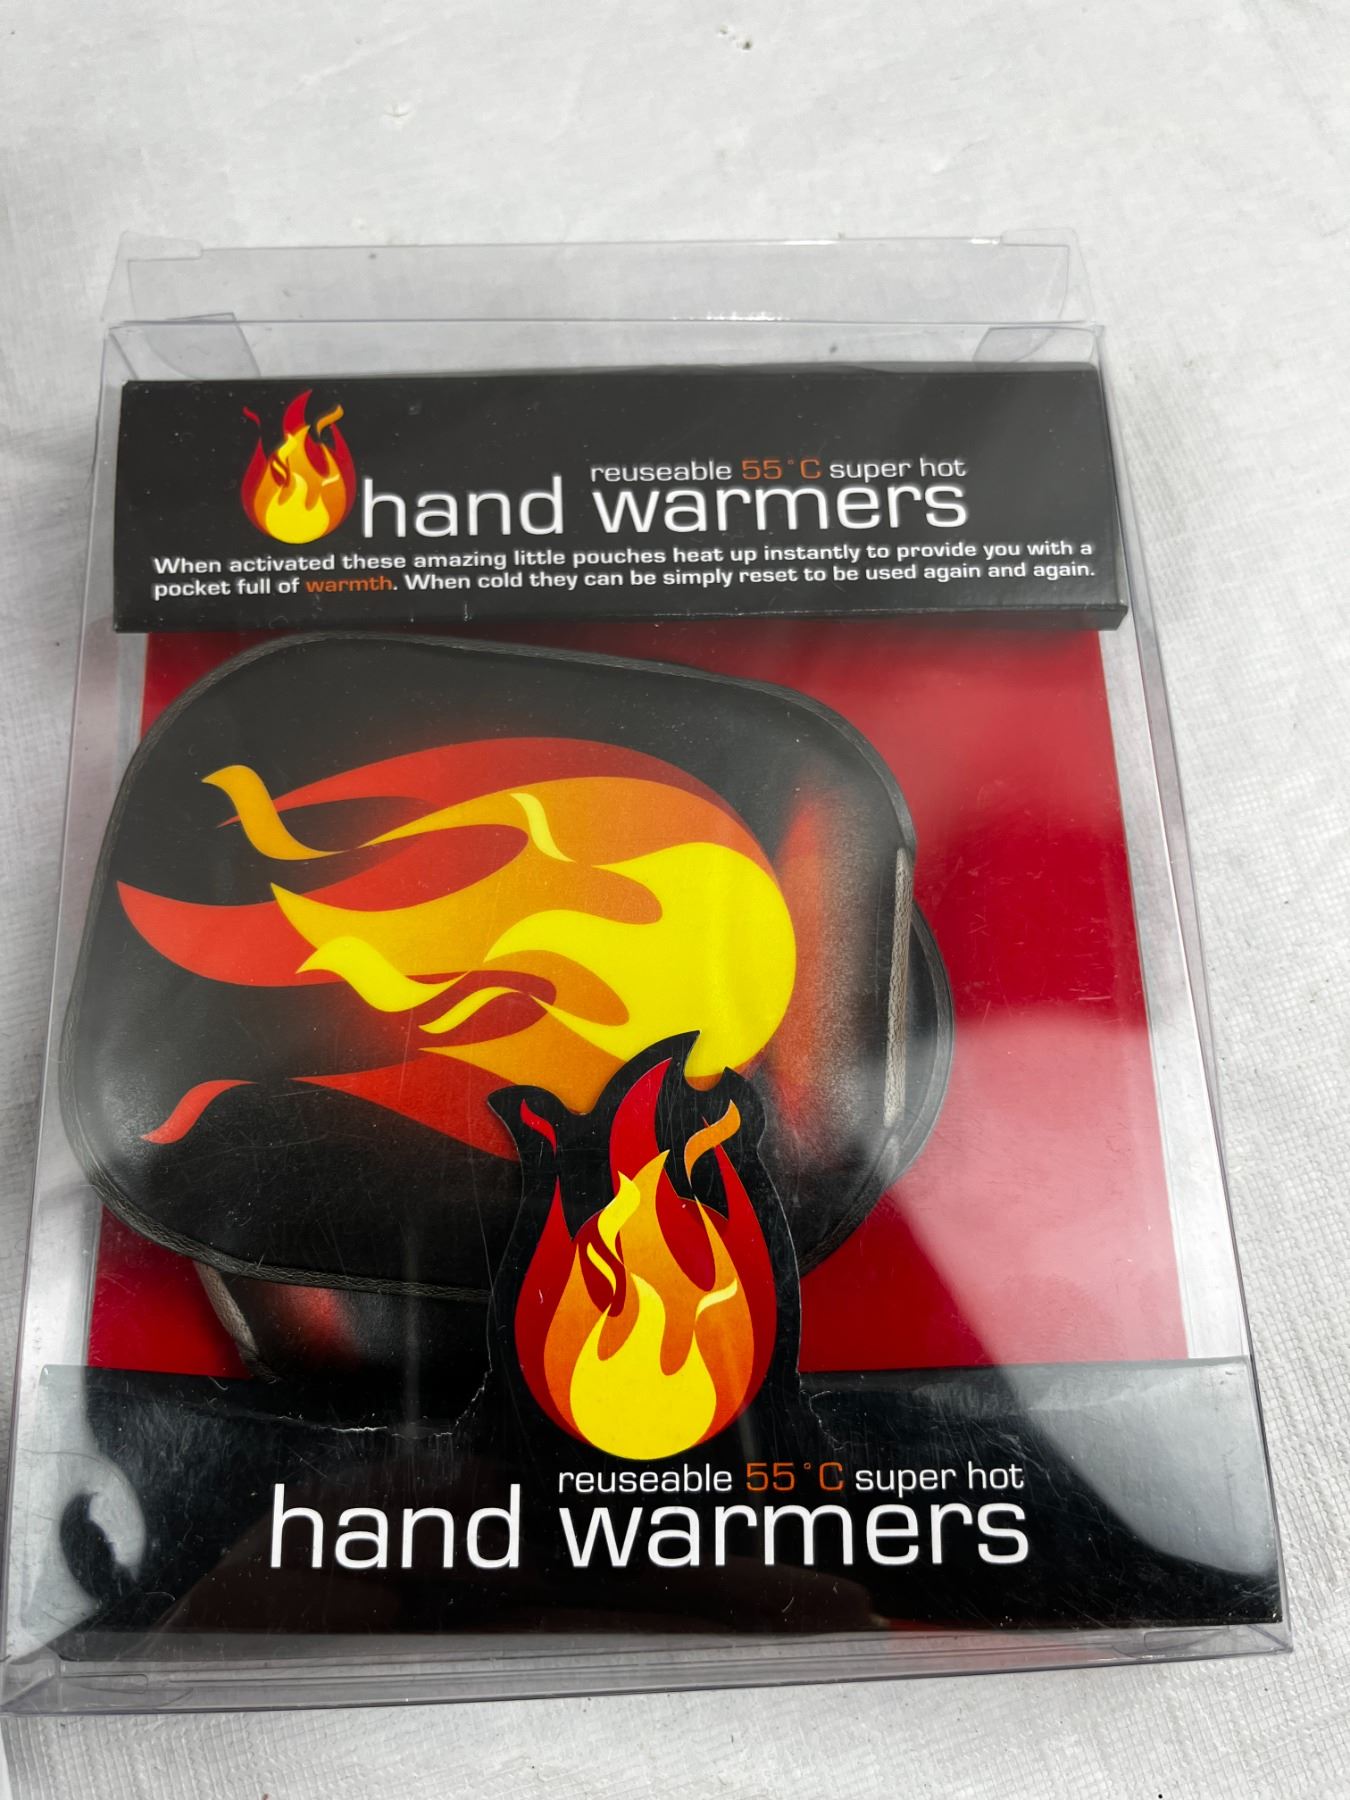 reuseable 55°C super hot
hand warmers
When activated these amazing little pouches heat up instantly to provide you with a
pocket full of warmth. When cold they can be simply reset to be used again and again.
reuseable 55°C super hot
hand warmers